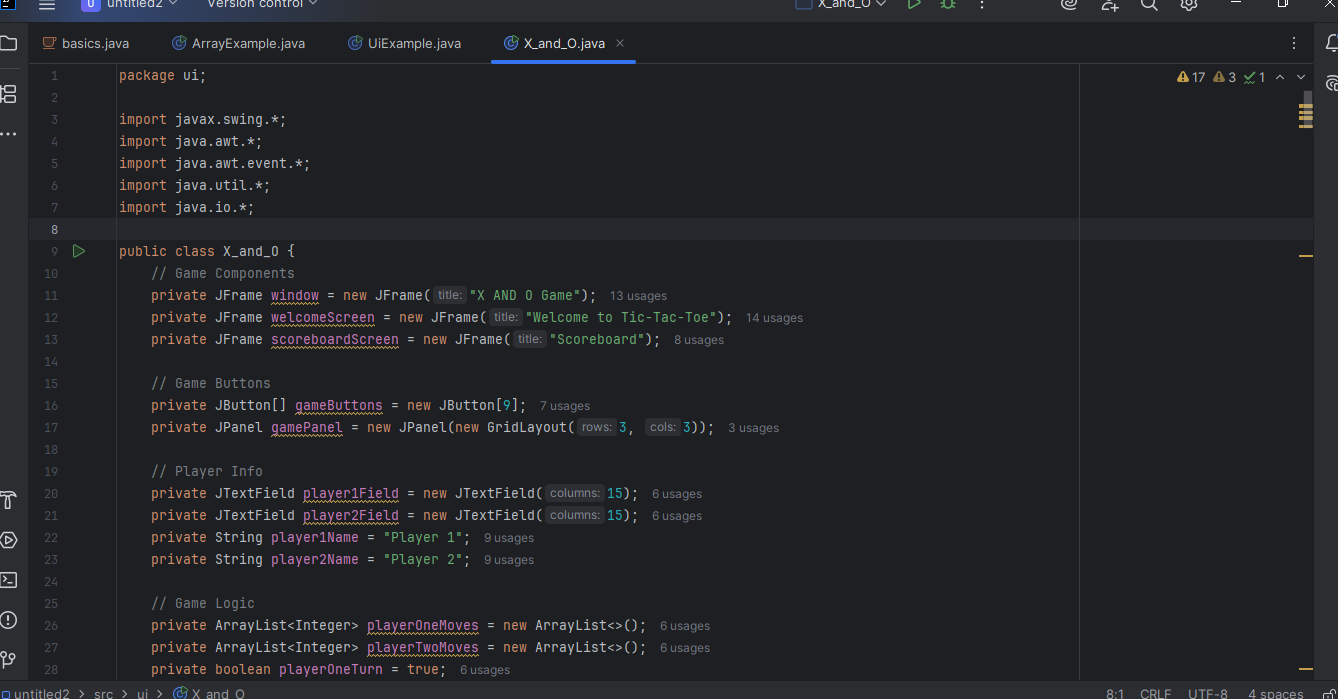 U untitled2 Version control X_and_O
basics.java ArrayExample.java UiExample.java X_and_O.java
17 3 1
1 package ui;
2
3 import javax.swing.*;
4 import java.awt.*;
5 import java.awt.event.*;
6 import java.util.*;
7 import java.io.*;
8
9 public class X_and_O {
10 // Game Components
11 private JFrame window = new JFrame( title: "X AND O Game"); 13 usages
12 private JFrame welcomeScreen = new JFrame( title: "Welcome to Tic-Tac-Toe"); 14 usages
13 private JFrame scoreboardScreen = new JFrame( title: "Scoreboard"); 8 usages
14
15 // Game Buttons
16 private JButton[] gameButtons = new JButton[9]; 7 usages
17 private JPanel gamePanel = new JPanel(new GridLayout( rows: 3, cols: 3)); 3 usages
18
19 // Player Info
20 private JTextField player1Field = new JTextField( columns: 15); 6 usages
21 private JTextField player2Field = new JTextField( columns: 15); 6 usages
22 private String player1Name = "Player 1"; 9 usages
23 private String player2Name = "Player 2"; 9 usages
24
25 // Game Logic
26 private ArrayList<Integer> playerOneMoves = new ArrayList<>(); 6 usages
27 private ArrayList<Integer> playerTwoMoves = new ArrayList<>(); 6 usages
28 private boolean playerOneTurn = true; 6 usages
untitled2 > src > ui > X_and_O 8:1 CRLF UTF-8 4 spaces